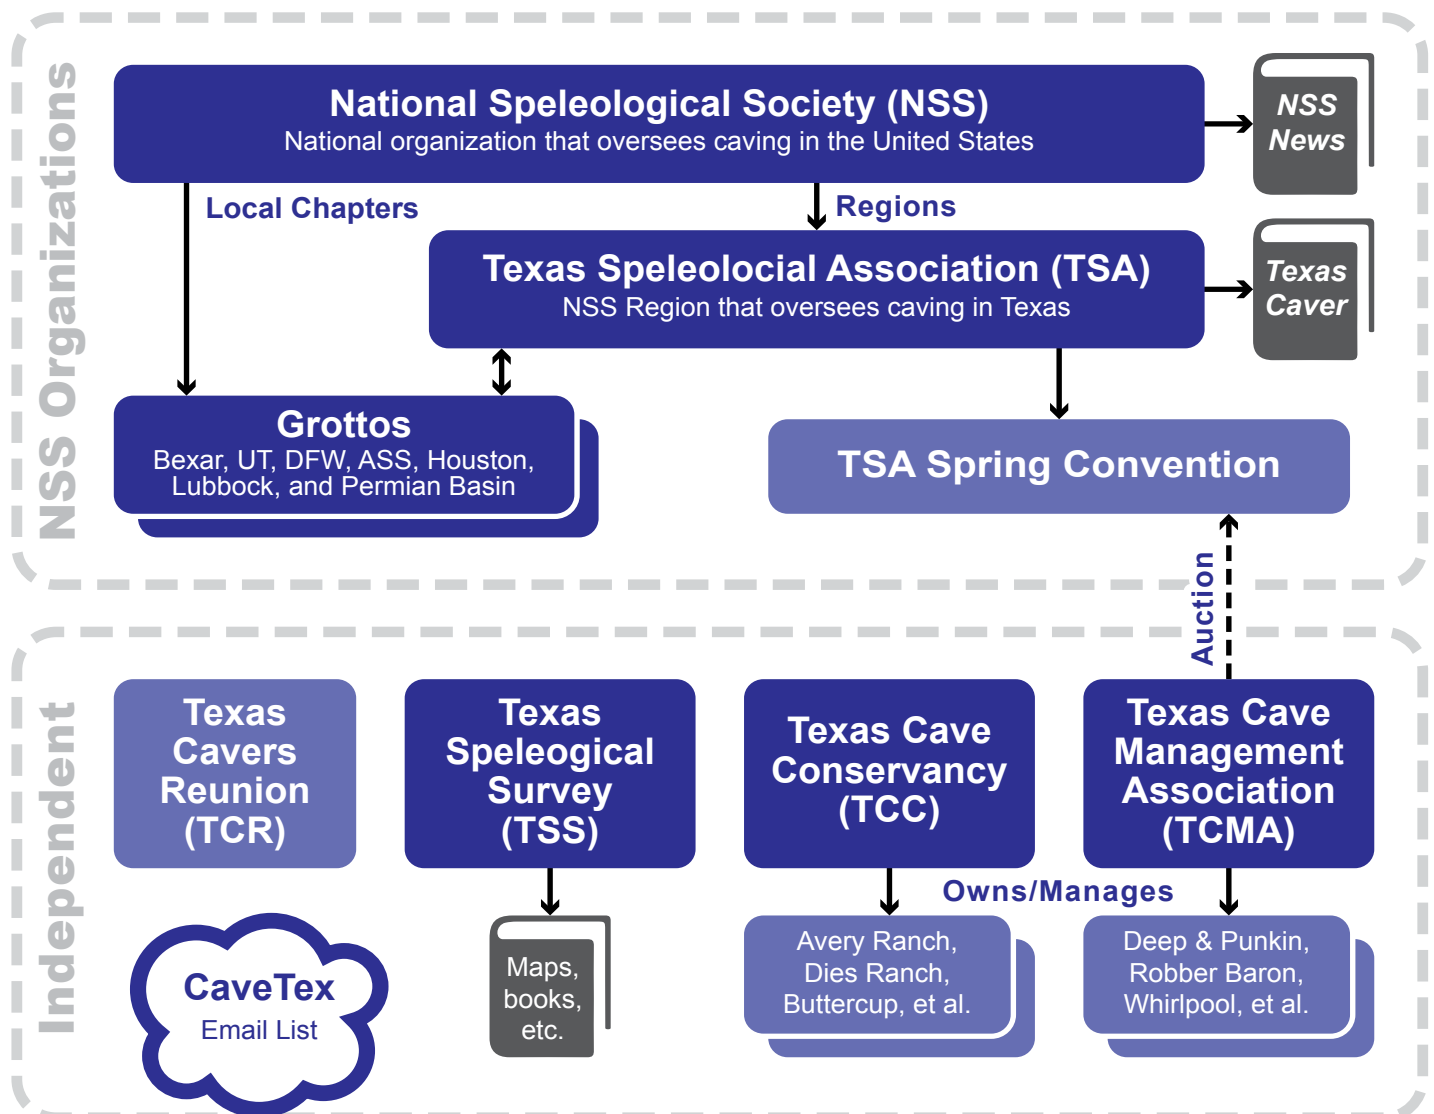 NSS Organizations
National Speleological Society (NSS)
National organization that oversees caving in the United States
NSS
News
Local Chapters
Regions
Texas Speleolocial Association (TSA)
NSS Region that oversees caving in Texas
Texas
Caver
Grottos
Bexar, UT, DFW, ASS, Houston,
Lubbock, and Permian Basin
TSA Spring Convention
Auction
Independent
Texas
Cavers
Reunion
(TCR)
Texas
Speleogical
Survey
(TSS)
Texas Cave
Conservancy
(TCC)
Texas Cave
Management
Association
(TCMA)
Owns/Manages
CaveTex
Email List
Maps,
books,
etc.
Avery Ranch,
Dies Ranch,
Buttercup, et al.
Deep & Punkin,
Robber Baron,
Whirlpool, et al.